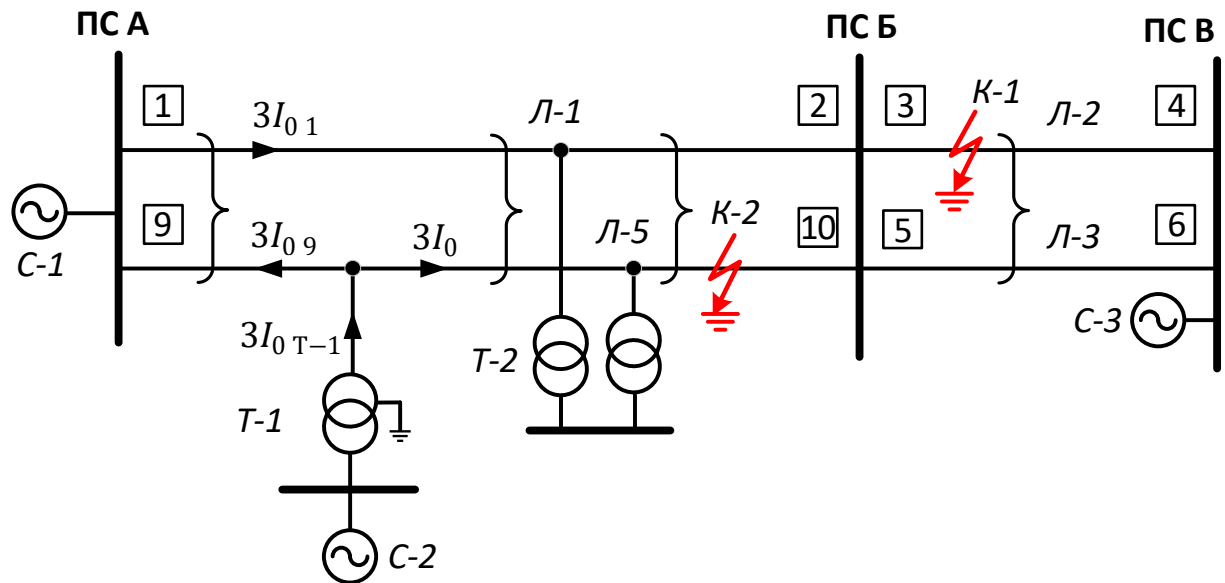 ПС А
ПС Б
ПС В
1
3I₀ ₁
Л-1
2
3
К-1
Л-2
4
С-1
9
3I₀ ₉
3I₀
Л-5
К-2
10
5
Л-3
6
3I₀ T−1
Т-1
Т-2
С-3
С-2